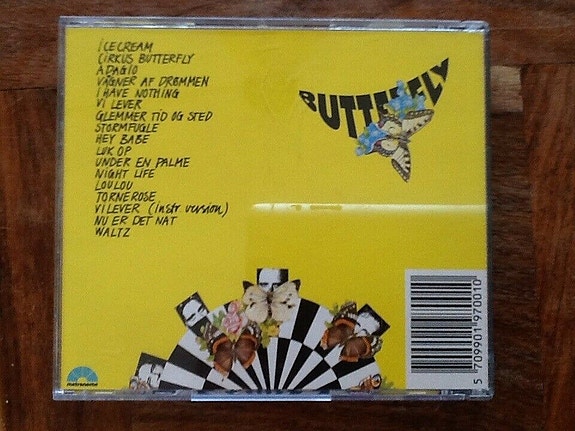 ICECREAM
CIRKUS BUTTERFLY
ADAGIO
VÅGNER AF DRØMMEN
I HAVE NOTHING
VI LEVER
GLEMMER TID OG STED
STORMFUGLE
HEY BABE
LUK OP
UNDER EN PALME
NIGHT LIFE
LOULOU
TORNEROSE
VI LEVER (Instr version)
NU ER DET NAT
WALTZ
BUTTERFLY
metronome
5 709901 970010